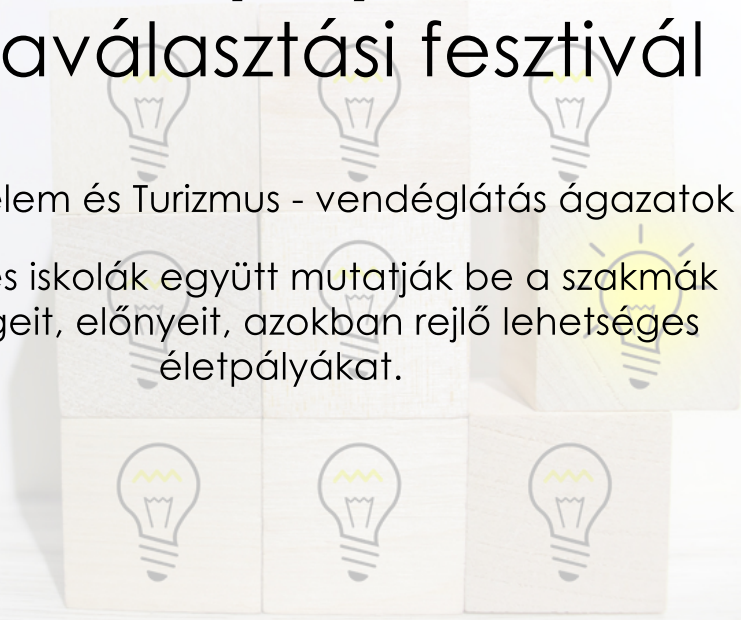 aválasztási fesztivál
elem és Turizmus - vendéglátás ágazatok
es iskolák együtt mutatják be a szakmák
geit, előnyeit, azokban rejlő lehetséges
életpályákat.